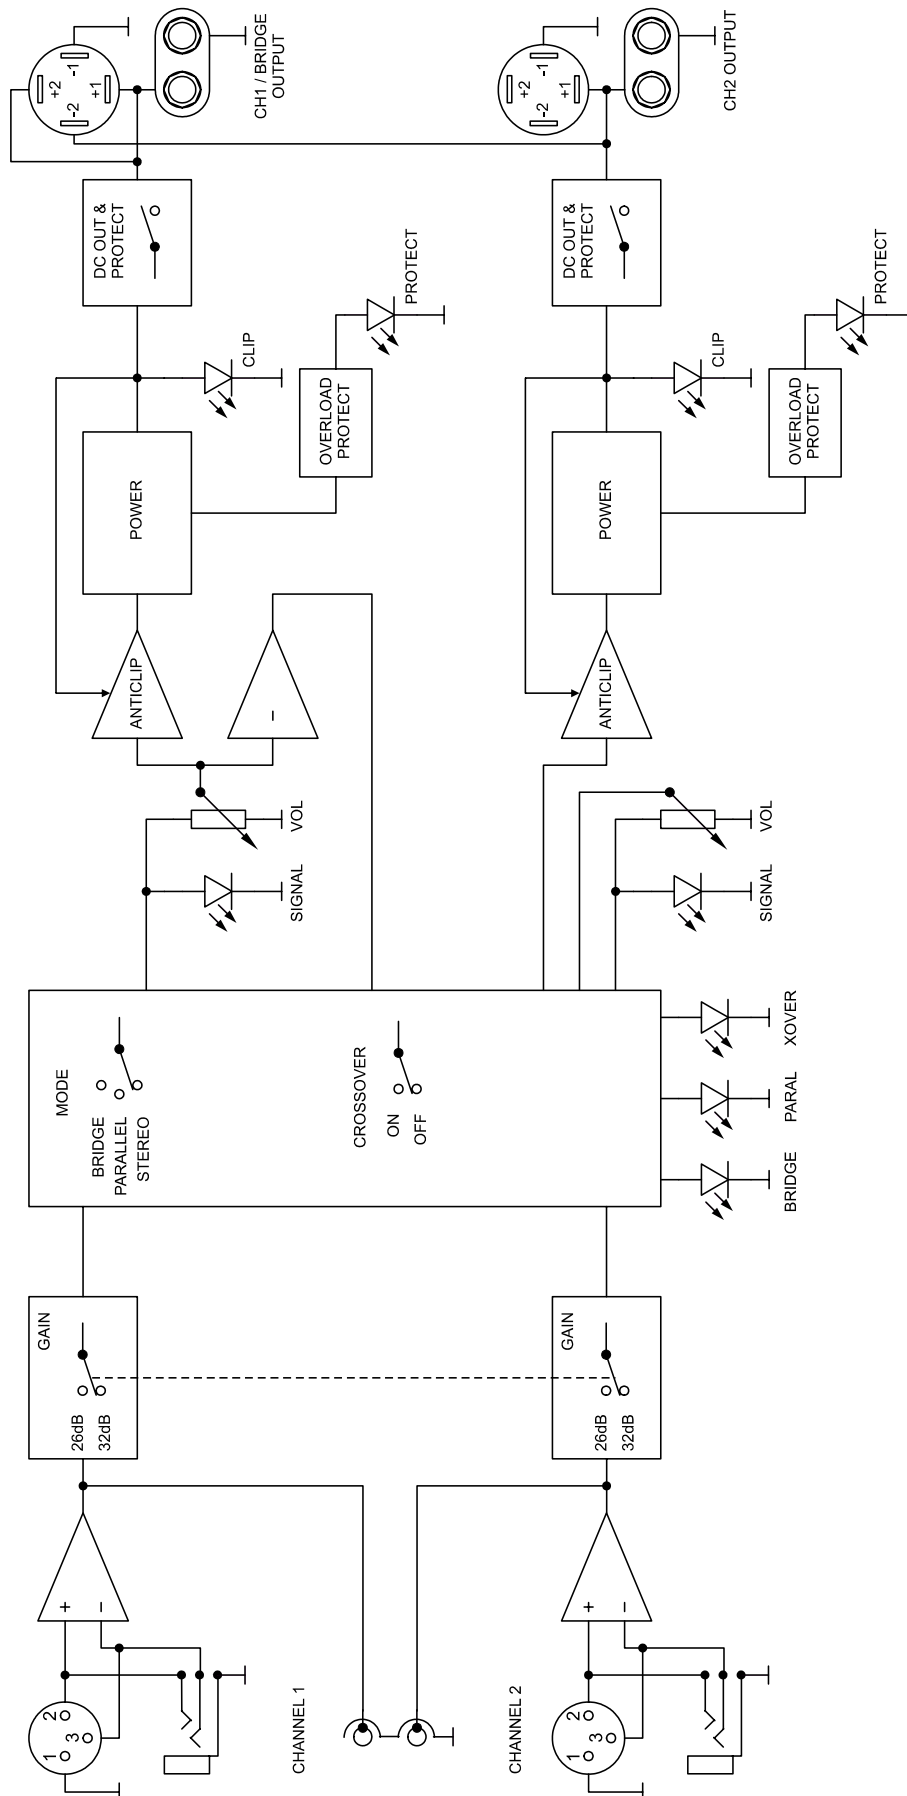 1
2
3
+
−
CHANNEL 1
26dB
32dB
GAIN
MODE
BRIDGE
PARALLEL
STEREO
CROSSOVER
ON
OFF
SIGNAL
VOL
ANTICLIP
−
POWER
CLIP
OVERLOAD
PROTECT
PROTECT
DC OUT &
PROTECT
+2
-1
-2
+1
CH1 / BRIDGE
OUTPUT
1
2
3
+
−
CHANNEL 2
26dB
32dB
GAIN
BRIDGE
PARAL
XOVER
SIGNAL
VOL
ANTICLIP
POWER
CLIP
OVERLOAD
PROTECT
PROTECT
DC OUT &
PROTECT
+2
-1
-2
+1
CH2 OUTPUT